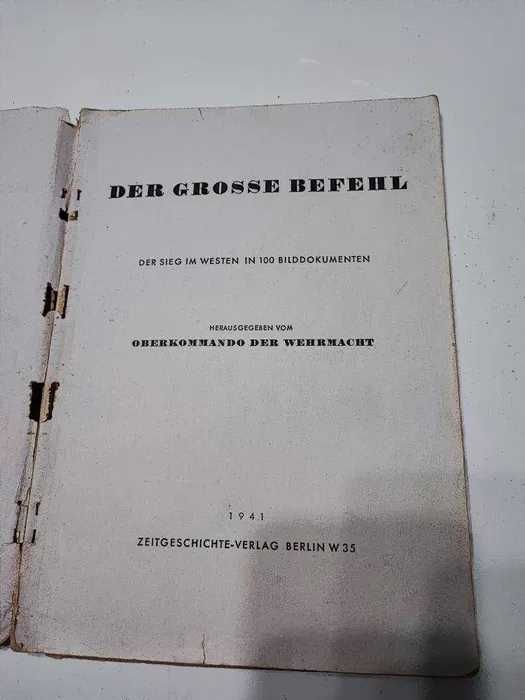 DER GROSSE BEFEHL
DER SIEG IM WESTEN IN 100 BILDDOKUMENTEN
HERAUSGEGEBEN VOM
OBERKOMMANDO DER WEHRMACHT
1941
ZEITGESCHICHTE-VERLAG BERLIN W 35